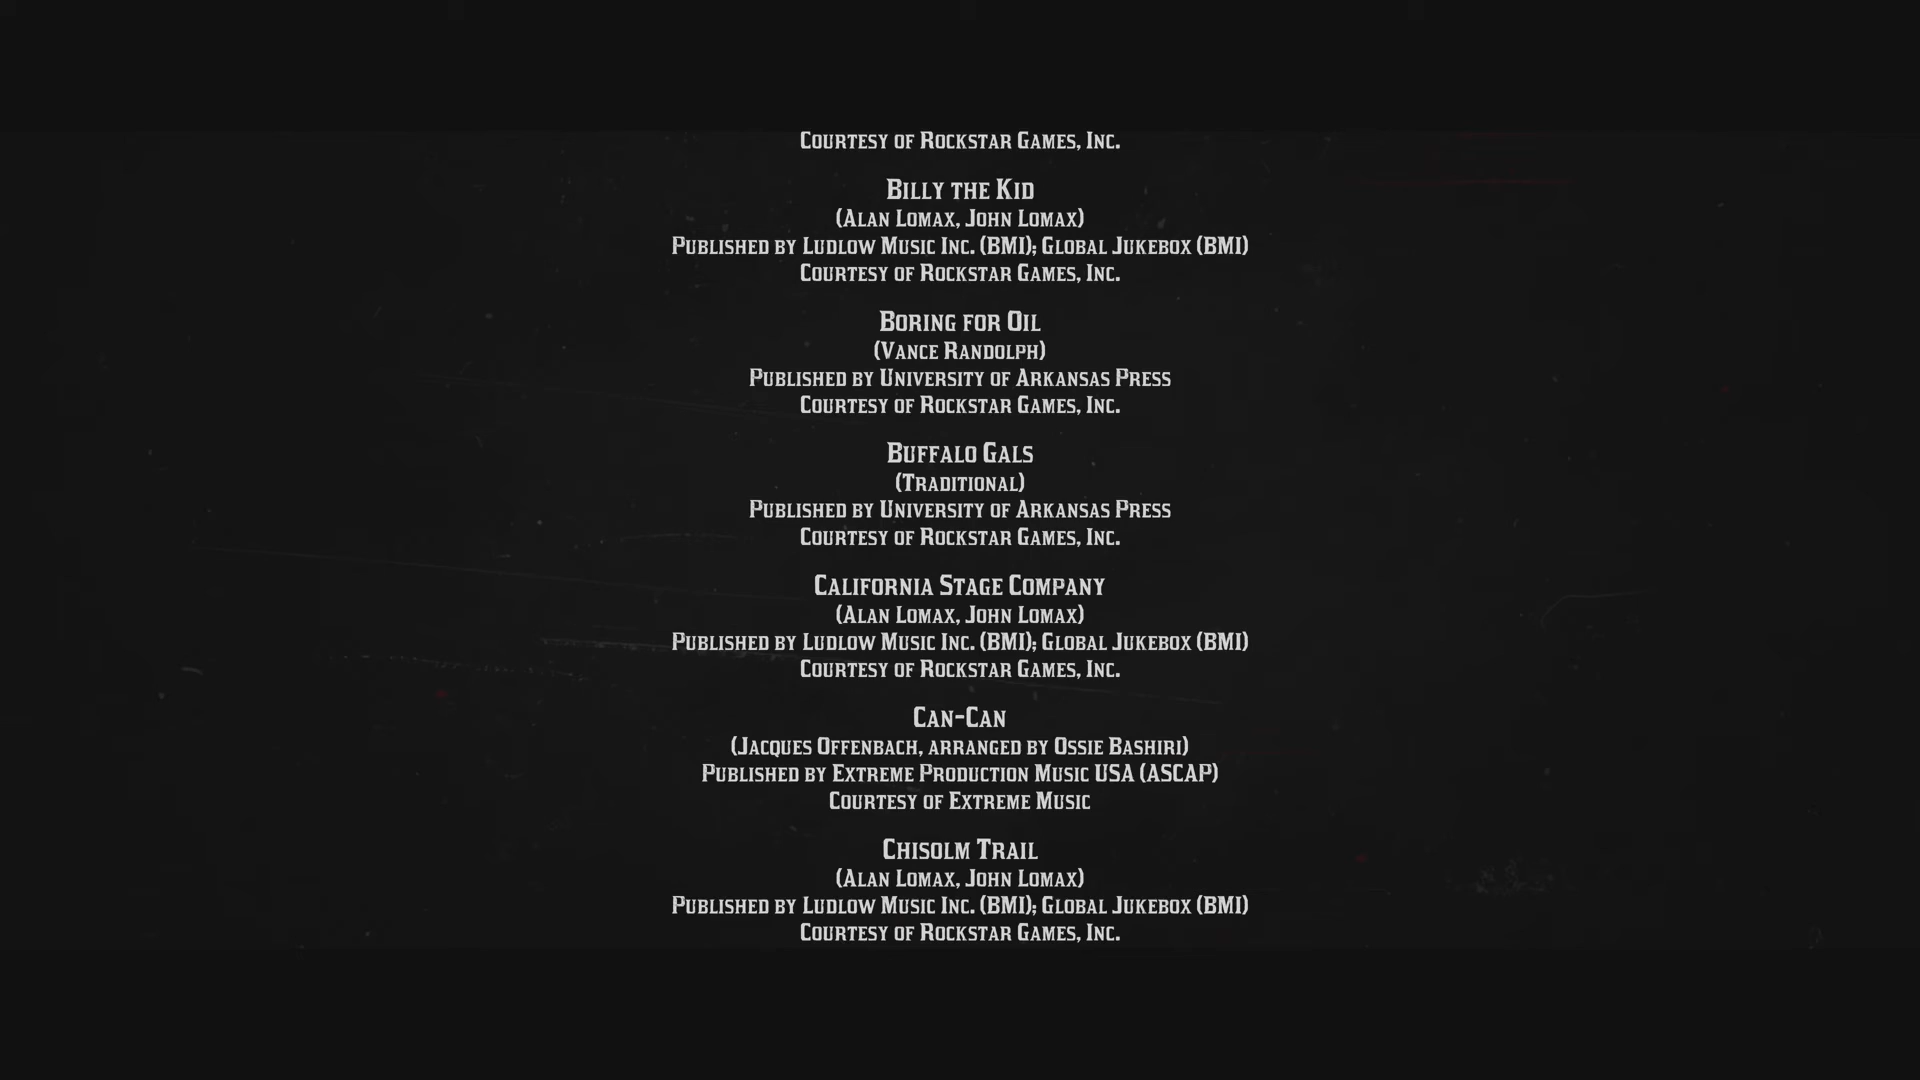 Courtesy of Rockstar Games, Inc.
Billy the Kid
(Alan Lomax, John Lomax)
Published by Ludlow Music Inc. (BMI); Global Jukebox (BMI)
Courtesy of Rockstar Games, Inc.
Boring for Oil
(Vance Randolph)
Published by University of Arkansas Press
Courtesy of Rockstar Games, Inc.
Buffalo Gals
(Traditional)
Published by University of Arkansas Press
Courtesy of Rockstar Games, Inc.
California Stage Company
(Alan Lomax, John Lomax)
Published by Ludlow Music Inc. (BMI); Global Jukebox (BMI)
Courtesy of Rockstar Games, Inc.
Can-Can
(Jacques Offenbach, arranged by Ossie Bashiri)
Published by Extreme Production Music USA (ASCAP)
Courtesy of Extreme Music
Chisolm Trail
(Alan Lomax, John Lomax)
Published by Ludlow Music Inc. (BMI); Global Jukebox (BMI)
Courtesy of Rockstar Games, Inc.